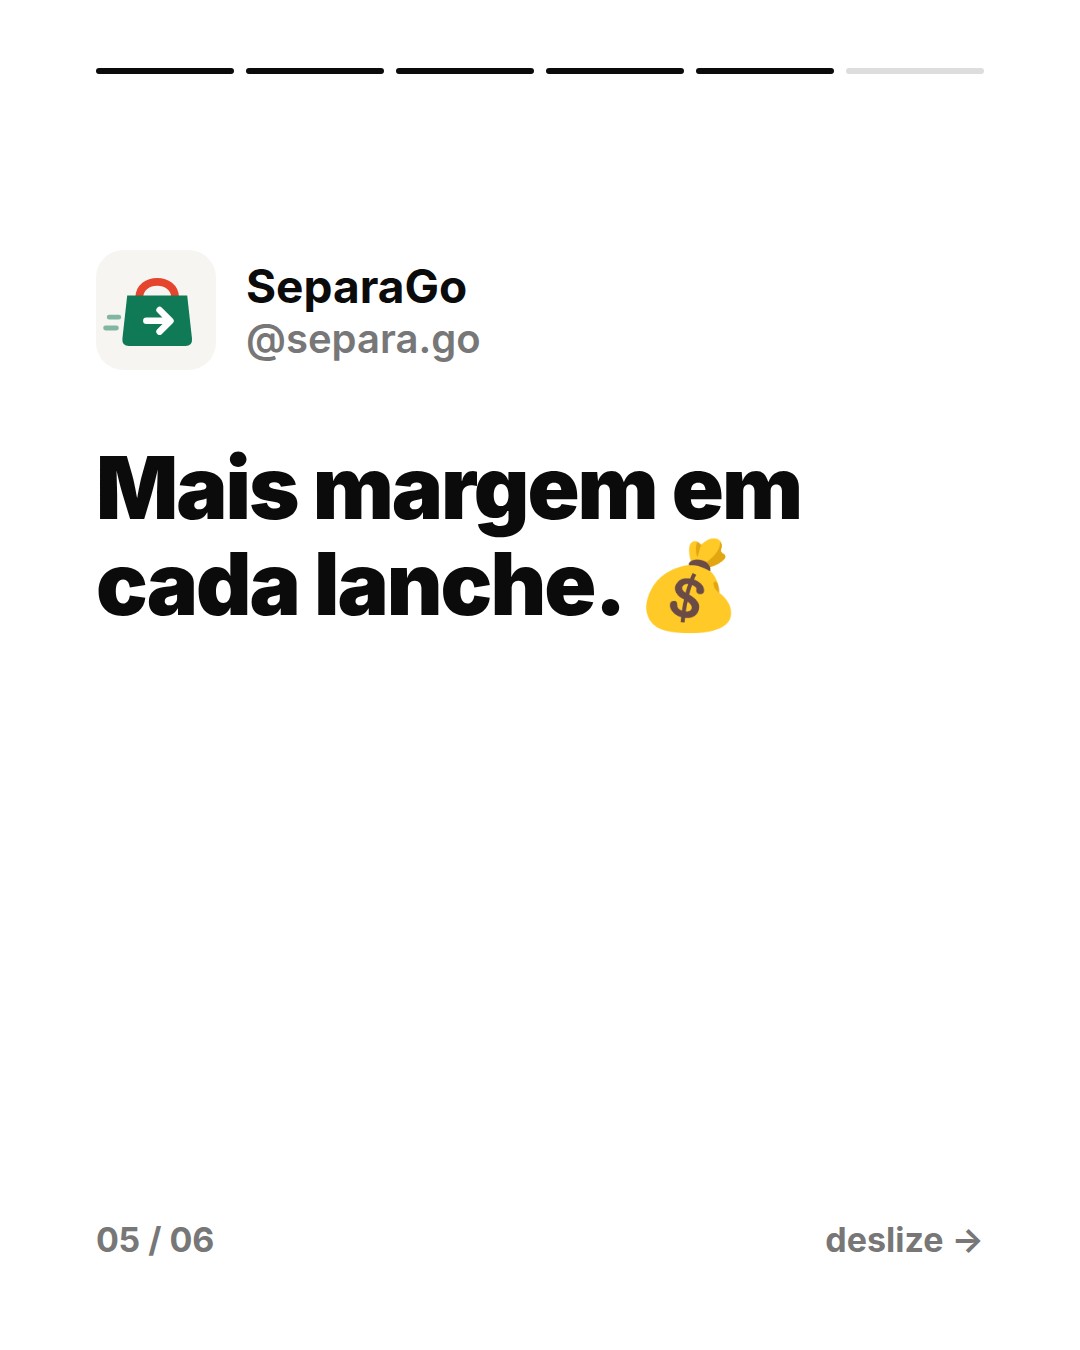 SeparaGo
@separa.go
Mais margem em
cada lanche. 💰
05 / 06
deslize →